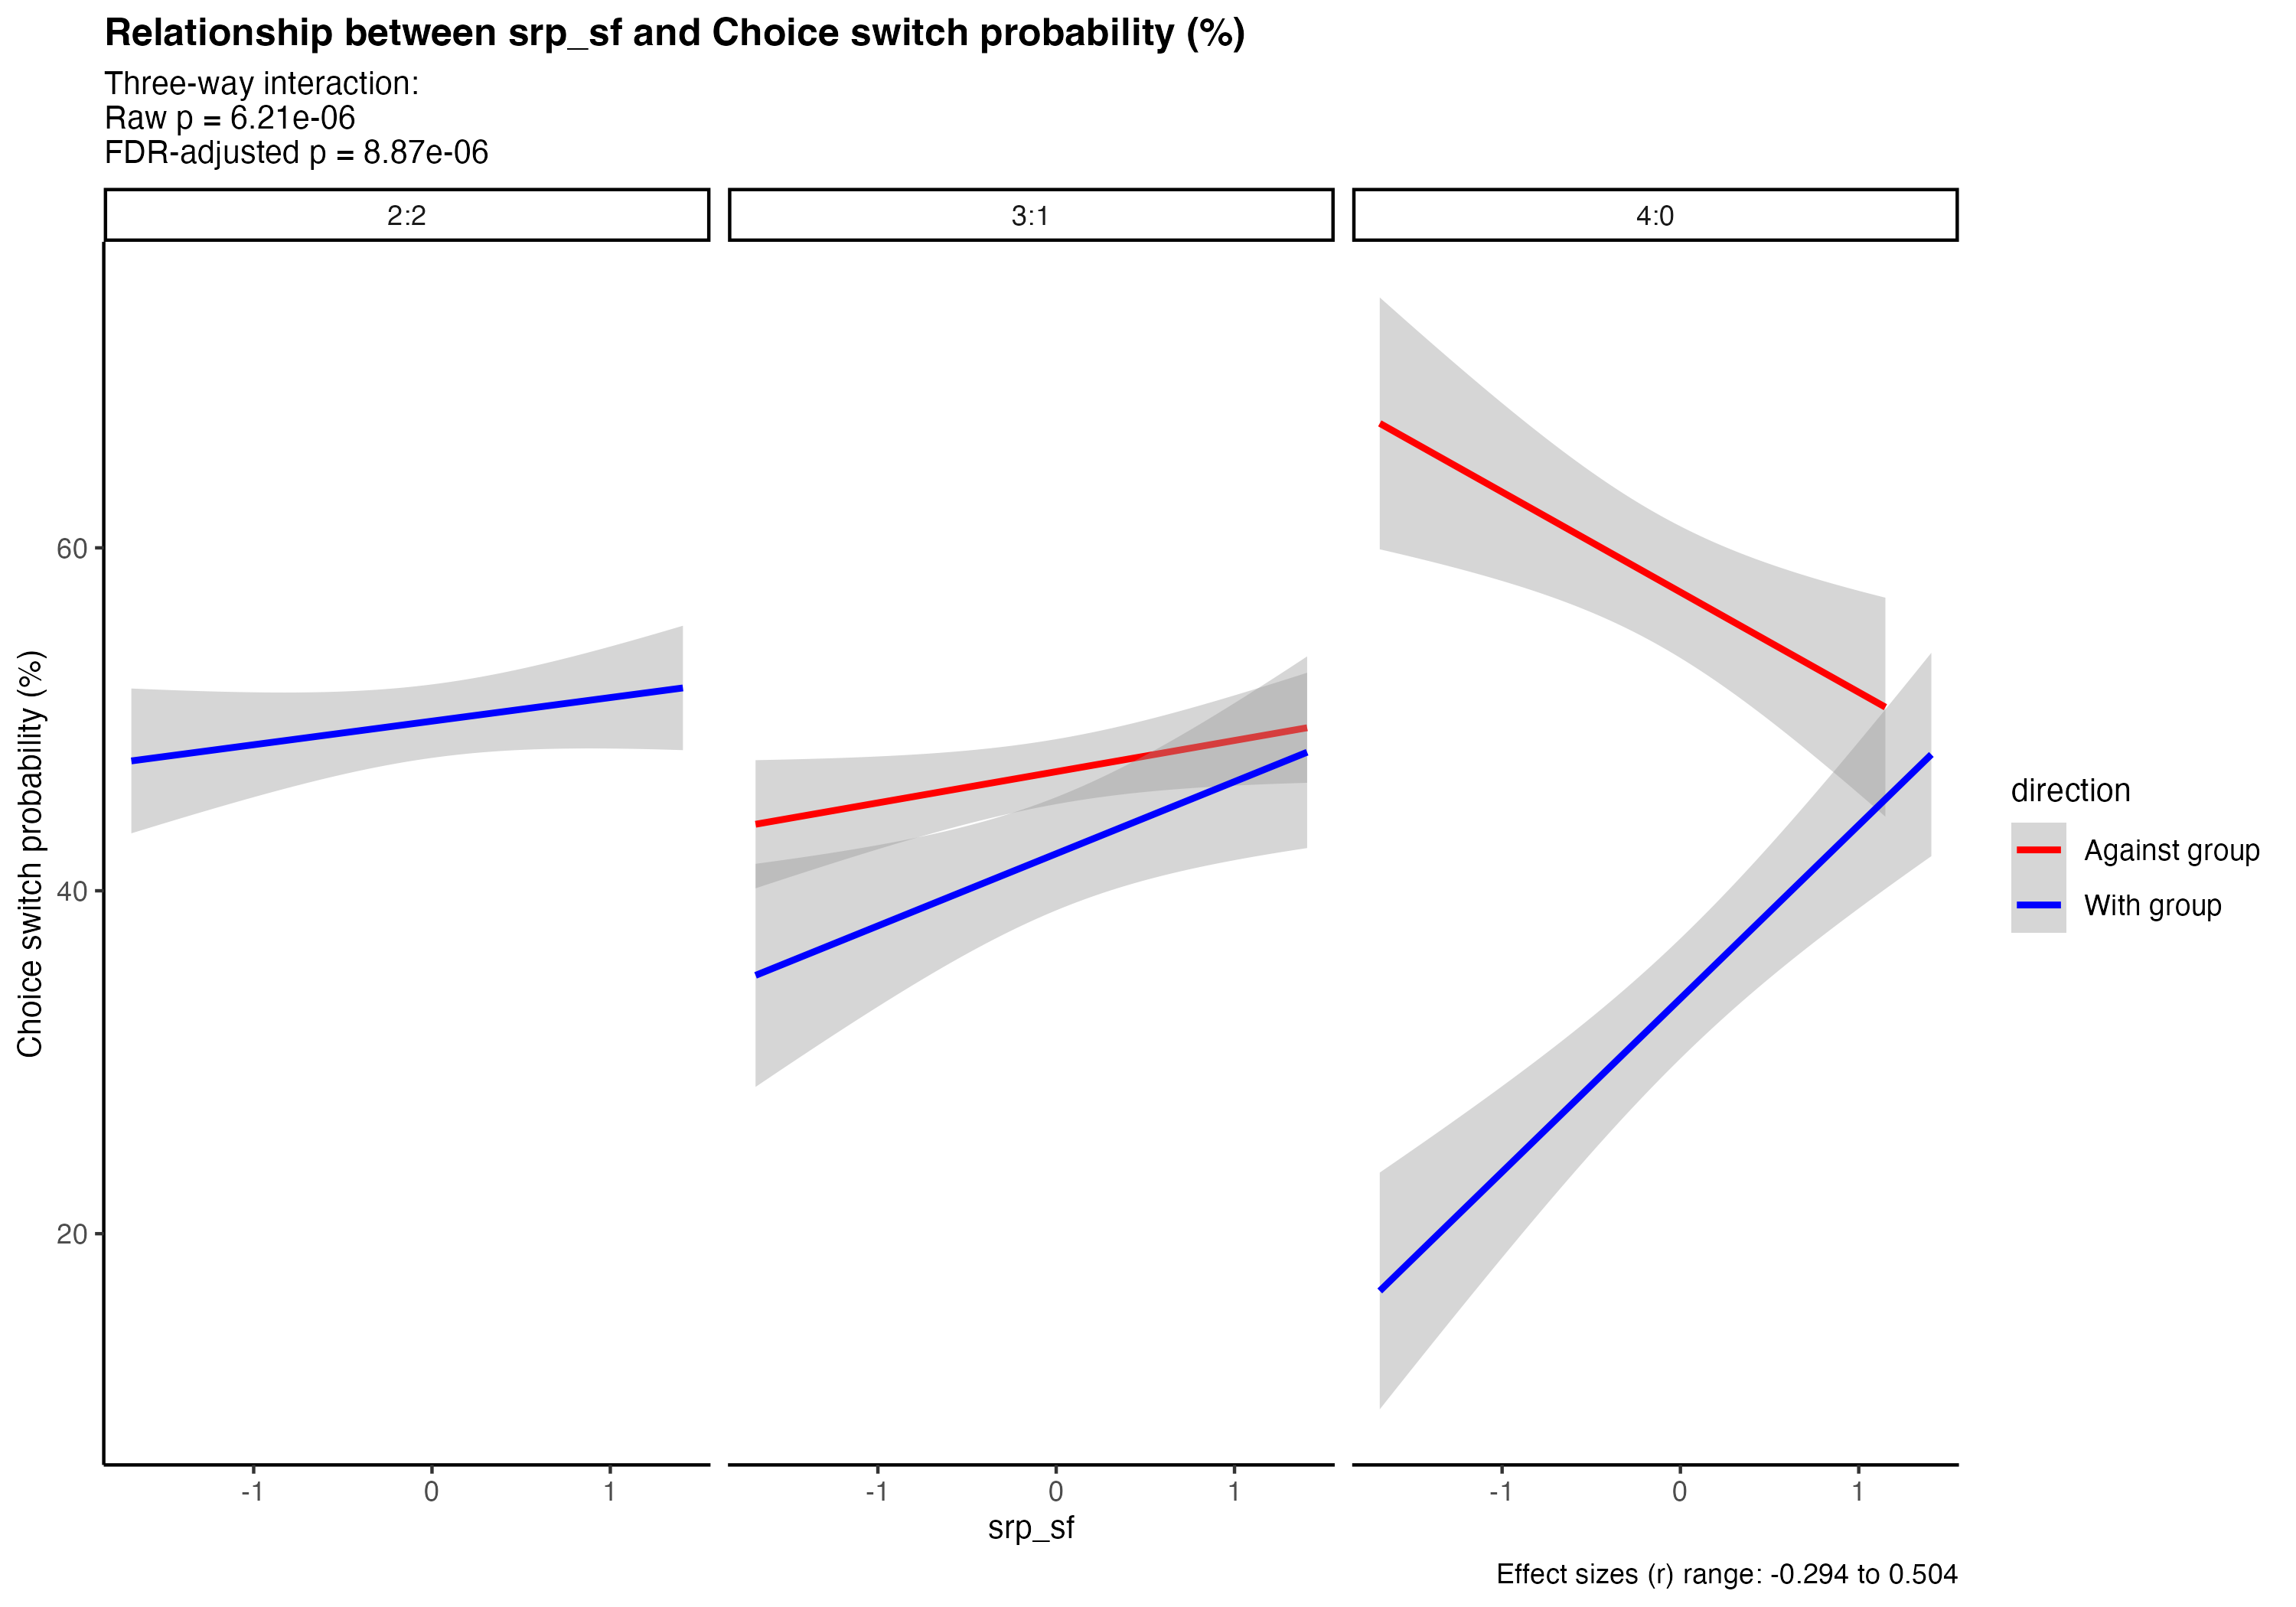 Relationship between srp_sf and Choice switch probability (%)
Three-way interaction:
Raw p = 6.21e-06
FDR-adjusted p = 8.87e-06
2:2
3:1
4:0
Choice switch probability (%)
60
40
20
-1 0 1
-1 0 1
-1 0 1
srp_sf
direction
Against group
With group
Effect sizes (r) range: -0.294 to 0.504